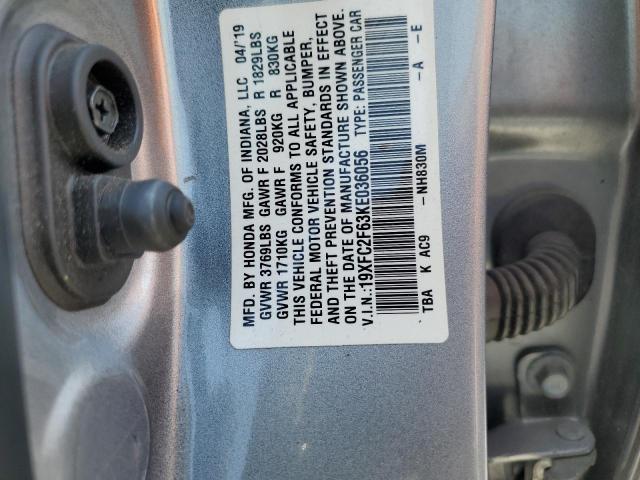 MFD. BY HONDA MFG. OF INDIANA, LLC 04/'19
GVWR 3769LBS GAWR F 2028LBS R 1829LBS
GVWR 1710KG GAWR F 920KG R 830KG
THIS VEHICLE CONFORMS TO ALL APPLICABLE
FEDERAL MOTOR VEHICLE SAFETY, BUMPER,
AND THEFT PREVENTION STANDARDS IN EFFECT
ON THE DATE OF MANUFACTURE SHOWN ABOVE.
V.I.N.:19XFC2F63KE036056 TYPE: PASSENGER CAR
TBA K AC9 -NH830M -A -E